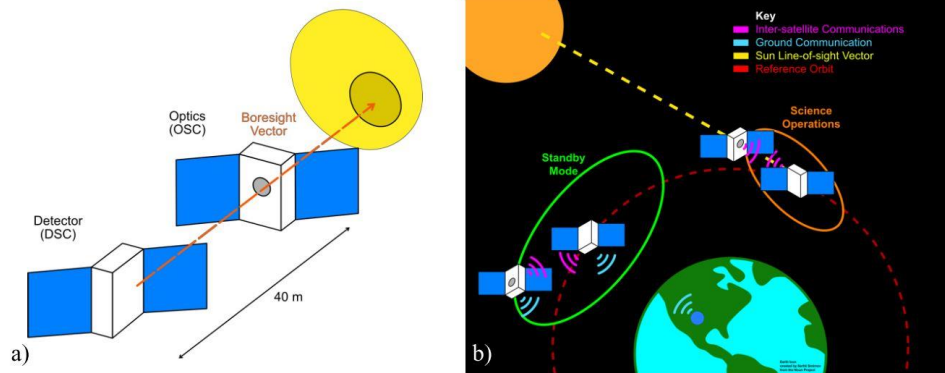 Optics
(OSC)
Boresight
Vector
Detector
(DSC)
40 m
a)
Key
Inter-satellite Communications
Ground Communication
Sun Line-of-sight Vector
Reference Orbit
Science
Operations
Standby
Mode
b)